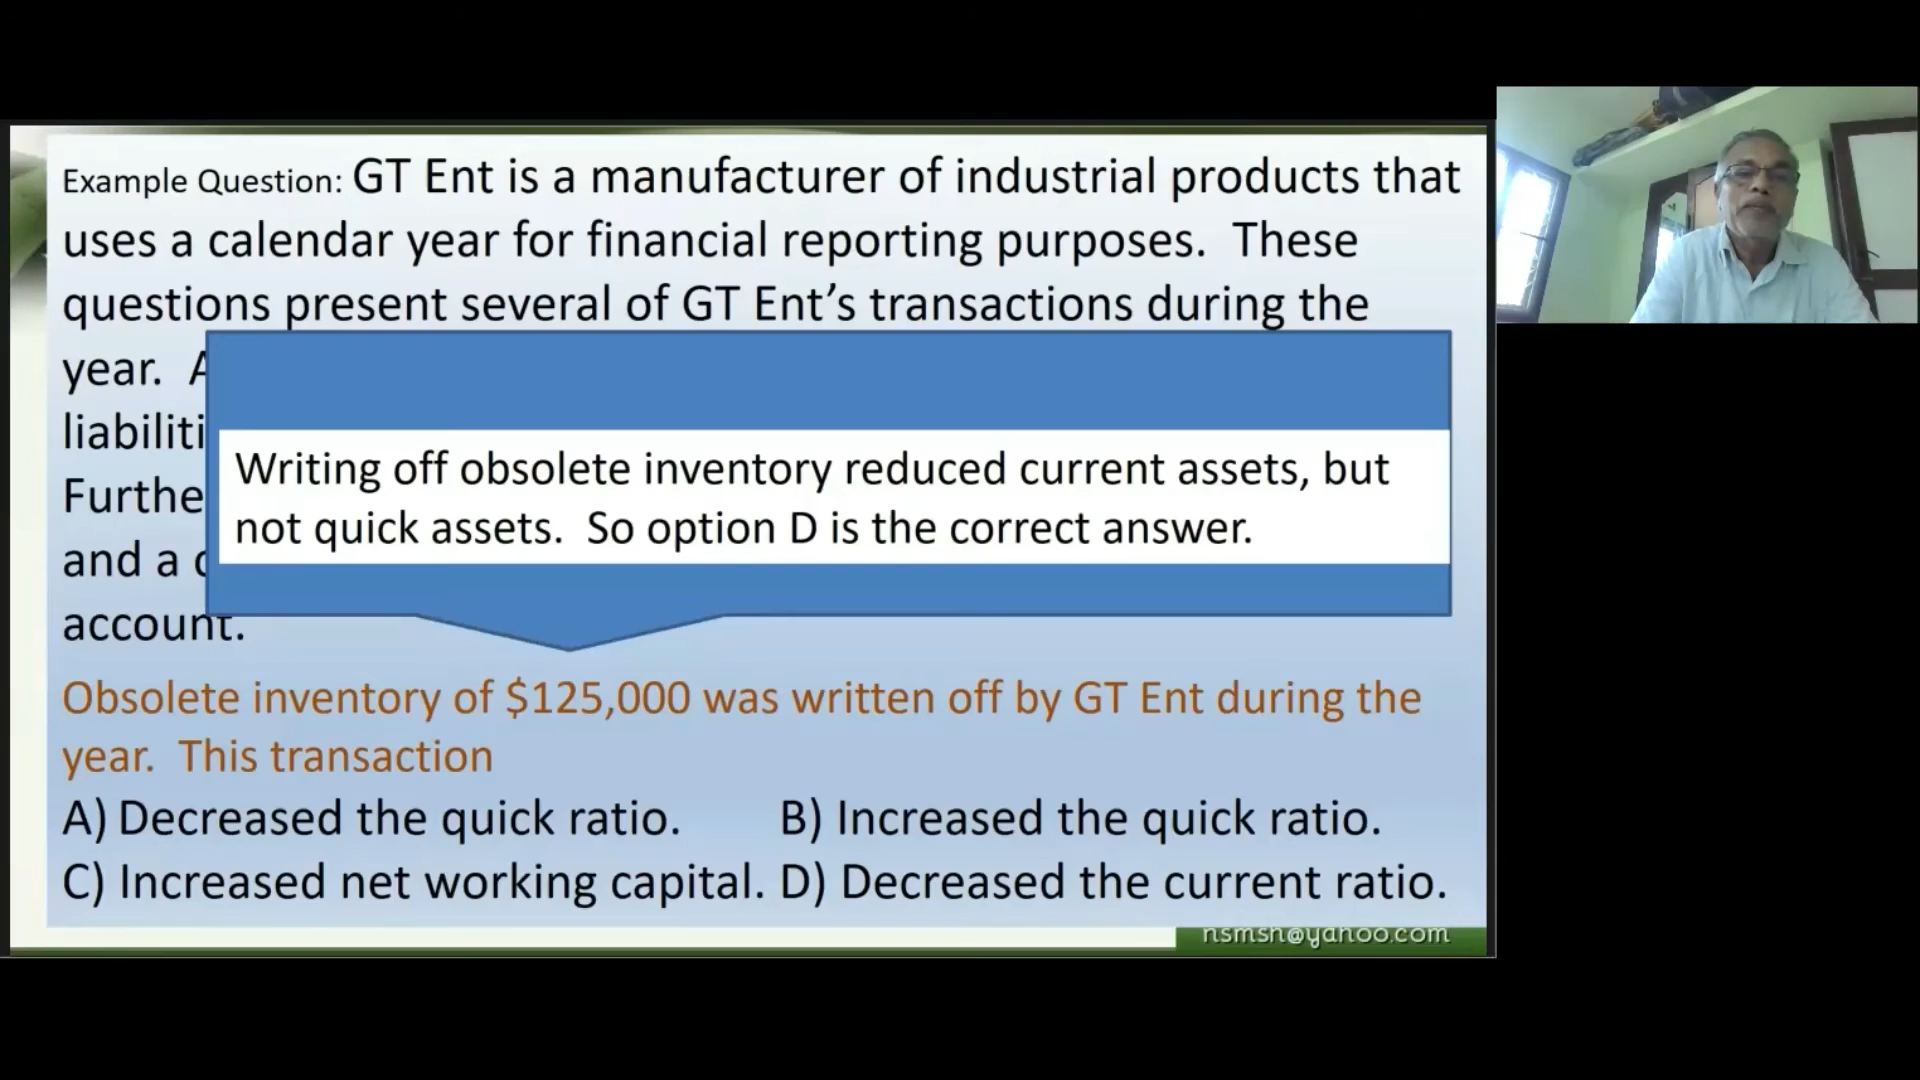 Example Question: GT Ent is a manufacturer of industrial products that
uses a calendar year for financial reporting purposes.  These
questions present several of GT Ent’s transactions during the
year.
Writing off obsolete inventory reduced current assets, but
not quick assets.  So option D is the correct answer.
and a
account.
Obsolete inventory of $125,000 was written off by GT Ent during the
year.  This transaction
A) Decreased the quick ratio.
B) Increased the quick ratio.
C) Increased net working capital.
D) Decreased the current ratio.
nsmsh@yahoo.com